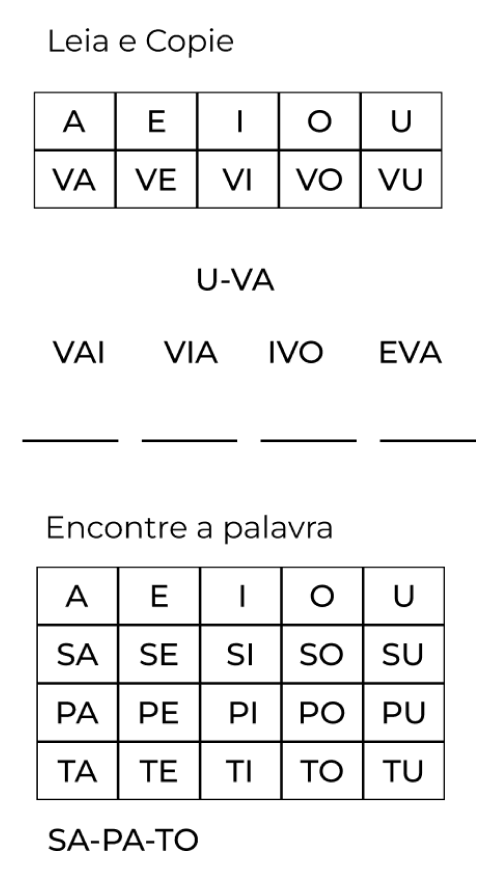 Leia e Copie
A E I O U
VA VE VI VO VU
U-VA
VAI VIA IVO EVA
Encontre a palavra
A E I O U
SA SE SI SO SU
PA PE PI PO PU
TA TE TI TO TU
SA-PA-TO